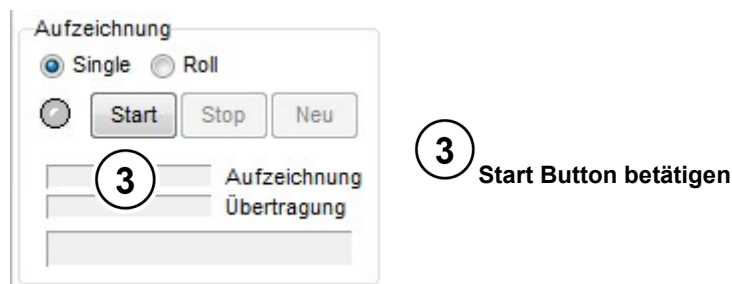 Aufzeichnung
Single Roll
Start Stop Neu
3 Aufzeichnung
Übertragung
3
Start Button betätigen